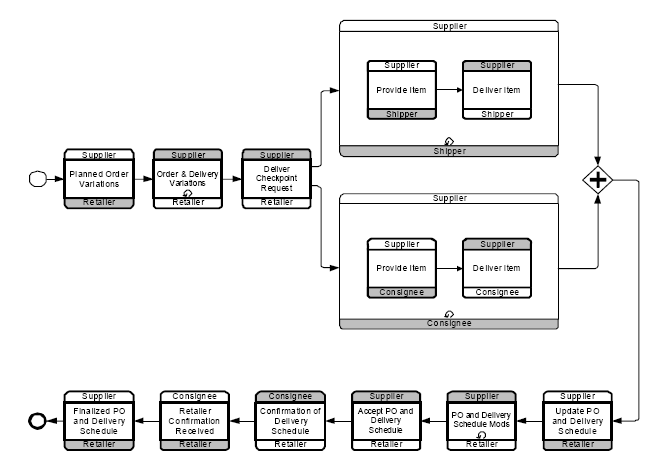 Supplier
Supplier
Supplier
Provide Item
Deliver Item
Shipper
Shipper
Shipper
Supplier
Planned Order
Variations
Retailer
Supplier
Order & Delivery
Variations
Retailer
Supplier
Deliver
Checkpoint
Request
Retailer
Supplier
Supplier
Supplier
Provide Item
Deliver Item
Consignee
Consignee
Consignee
Supplier
Finalized PO
and Delivery
Schedule
Retailer
Consignee
Retailer
Confirmation
Received
Retailer
Consignee
Confirmation of
Delivery
Schedule
Retailer
Supplier
Accept PO and
Delivery
Schedule
Retailer
Supplier
PO and Delivery
Schedule Mods
Retailer
Supplier
Update PO
and Delivery
Schedule
Retailer